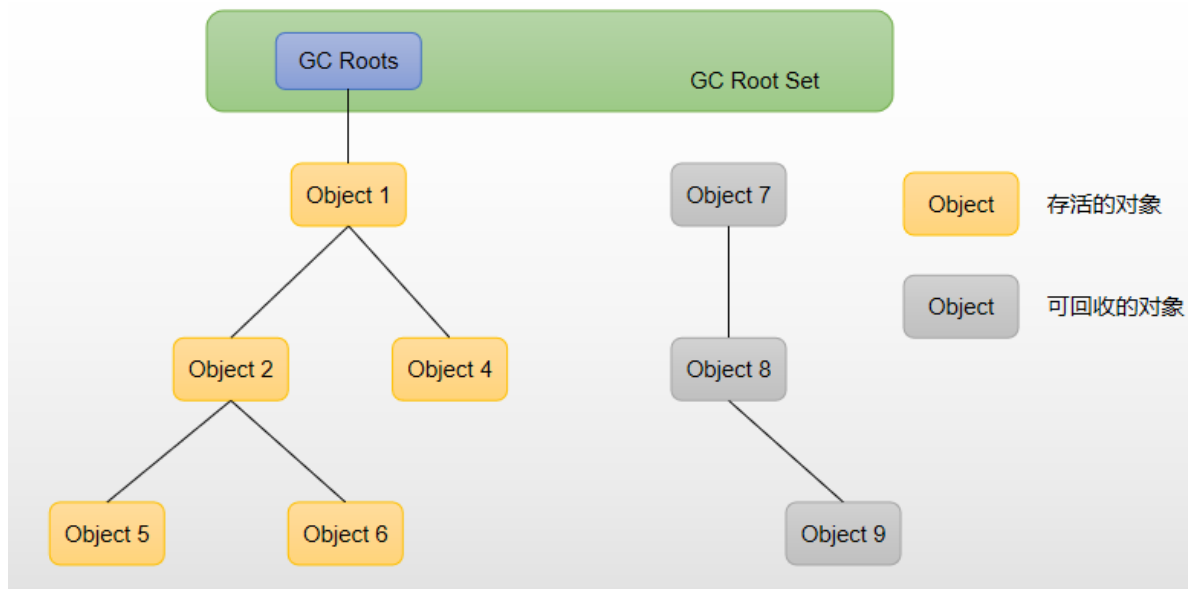 GC Roots
GC Root Set
Object 1
Object 7
Object
存活的对象
Object
可回收的对象
Object 2
Object 4
Object 8
Object 5
Object 6
Object 9